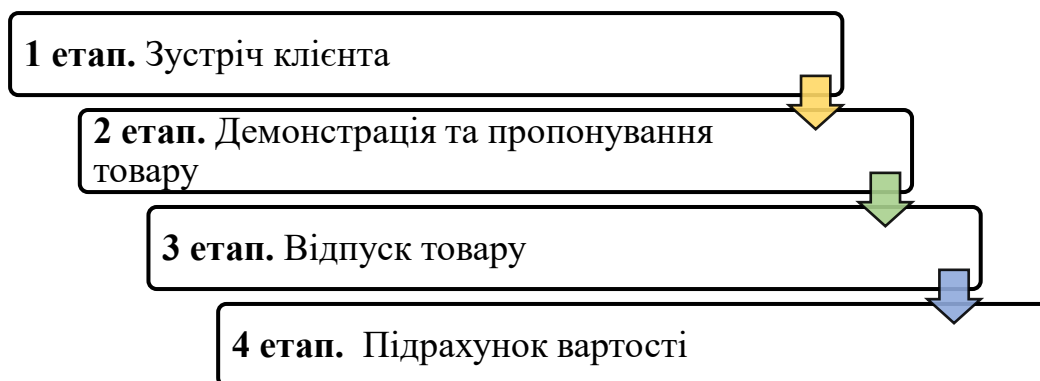 1 етап. Зустріч клієнта
2 етап. Демонстрація та пропонування
товару
3 етап. Відпуск товару
4 етап. Підрахунок вартості